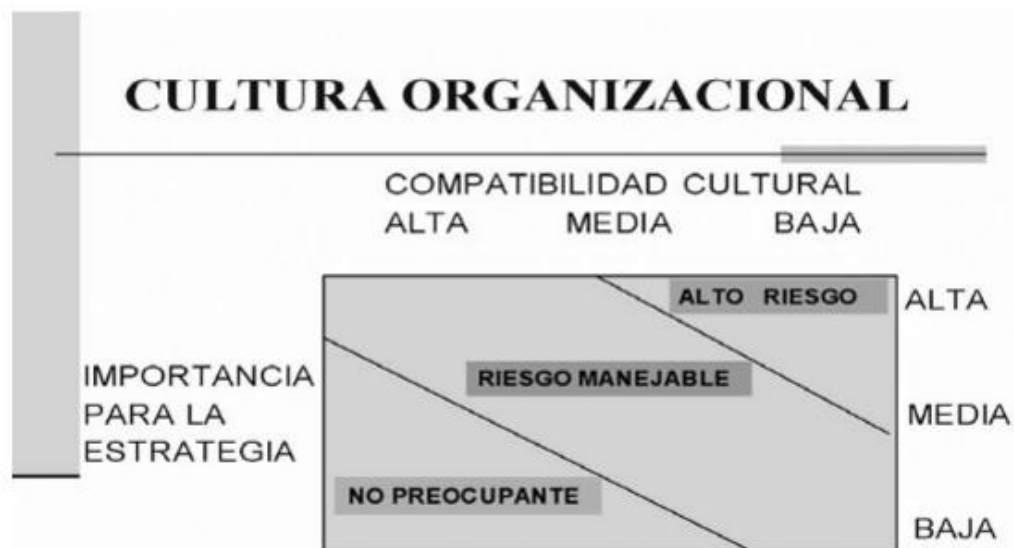 CULTURA ORGANIZACIONAL
COMPATIBILIDAD CULTURAL
ALTA MEDIA BAJA
ALTO RIESGO
ALTA
RIESGO MANEJABLE
IMPORTANCIA
PARA LA
ESTRATEGIA
MEDIA
NO PREOCUPANTE
BAJA